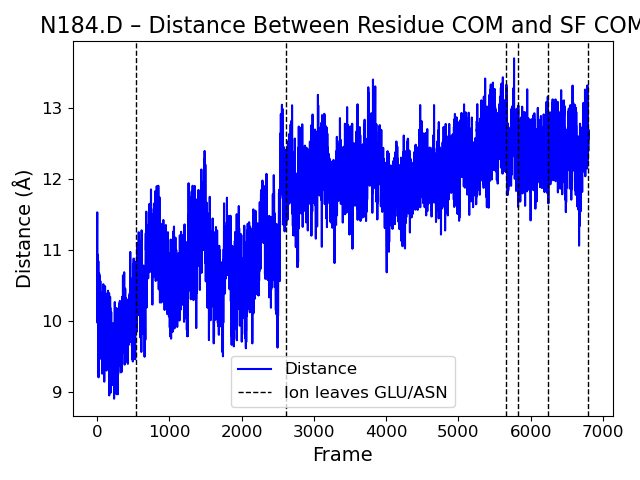 N184.D – Distance Between Residue COM and SF COM
Distance (Å)
13
12
11
10
9
Distance
Ion leaves GLU/ASN
0 1000 2000 3000 4000 5000 6000 7000
Frame